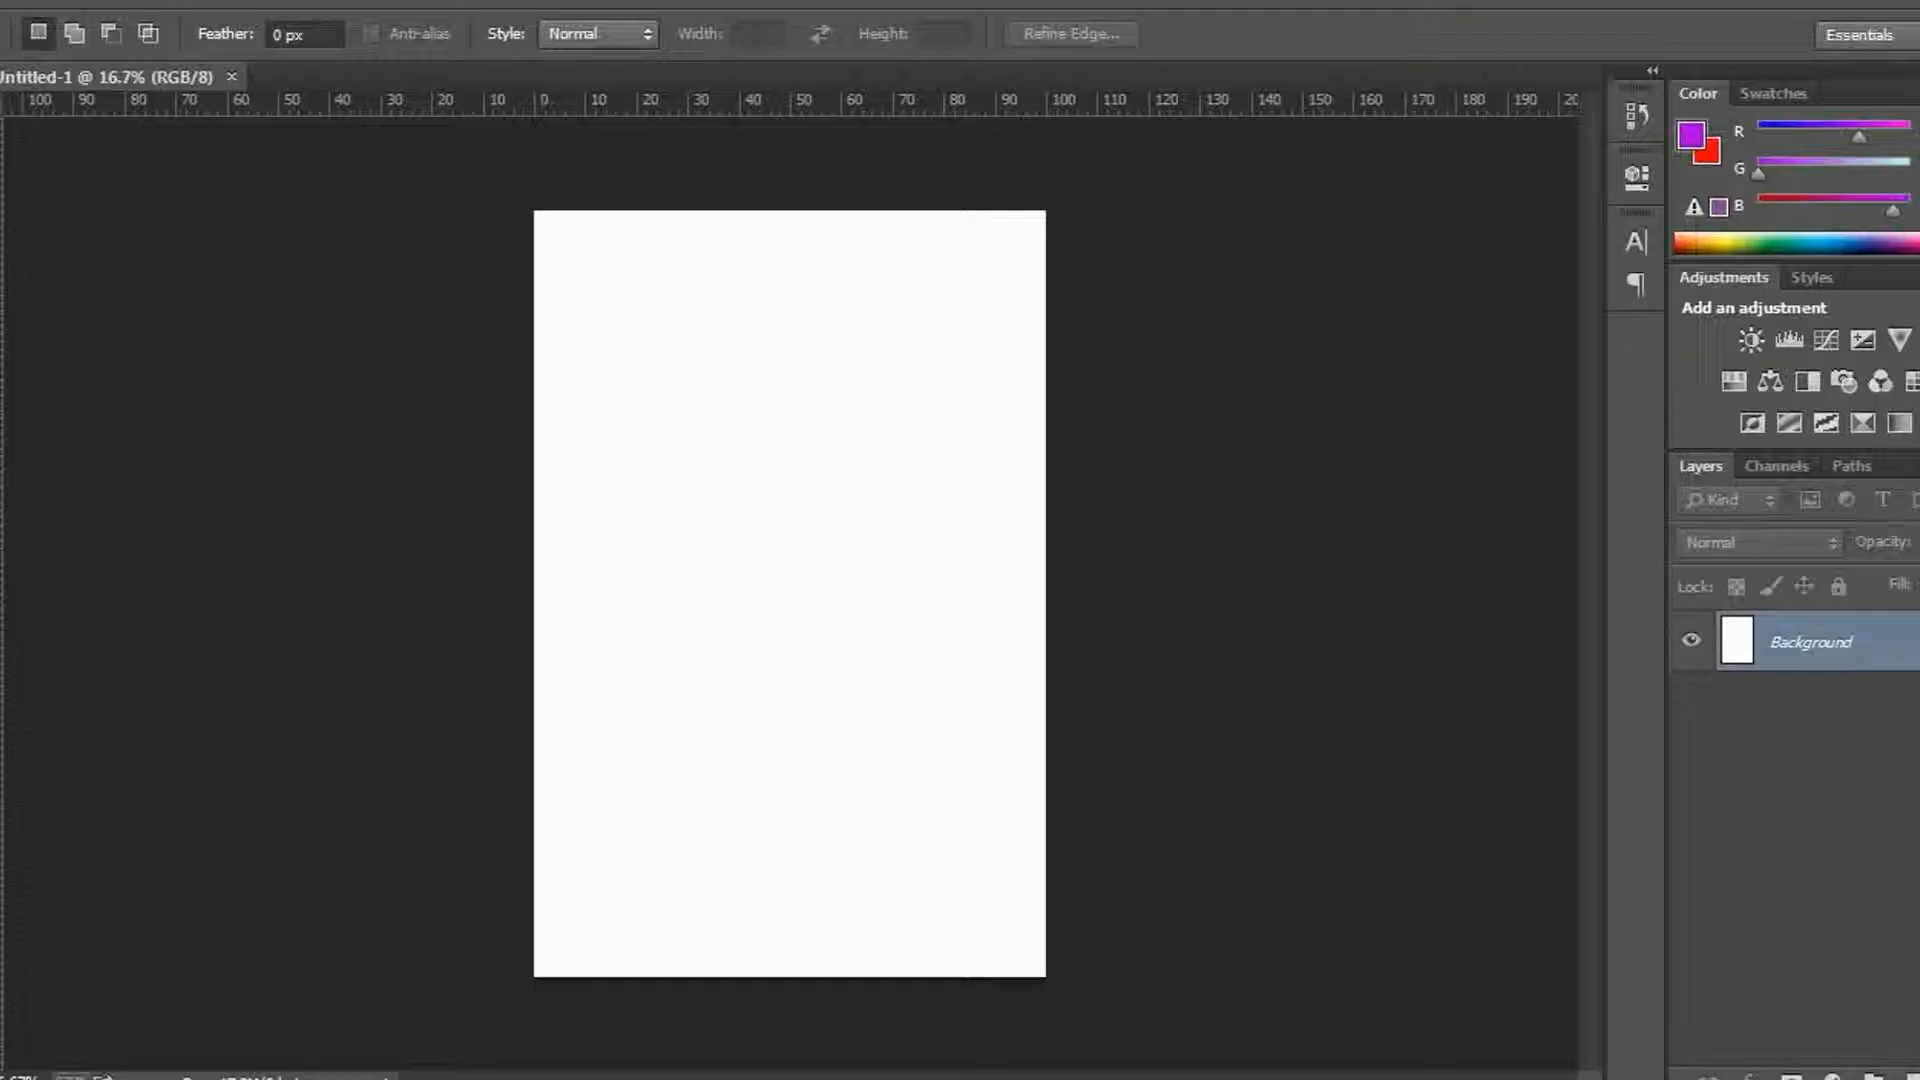 Feather: 0 px Anti-alias Style: Normal Width: Height: Refine Edge... Essentials
Untitled-1 @ 16.7% (RGB/8) ×
100 90 80 70 60 50 40 30 20 10 0 10 20 30 40 50 60 70 80 90 100 110 120 130 140 150 160 170 180 190 20
Color Swatches
R
G
B
Adjustments Styles
Add an adjustment
Layers Channels Paths
Kind
Normal Opacity:
Lock: Fill:
Background